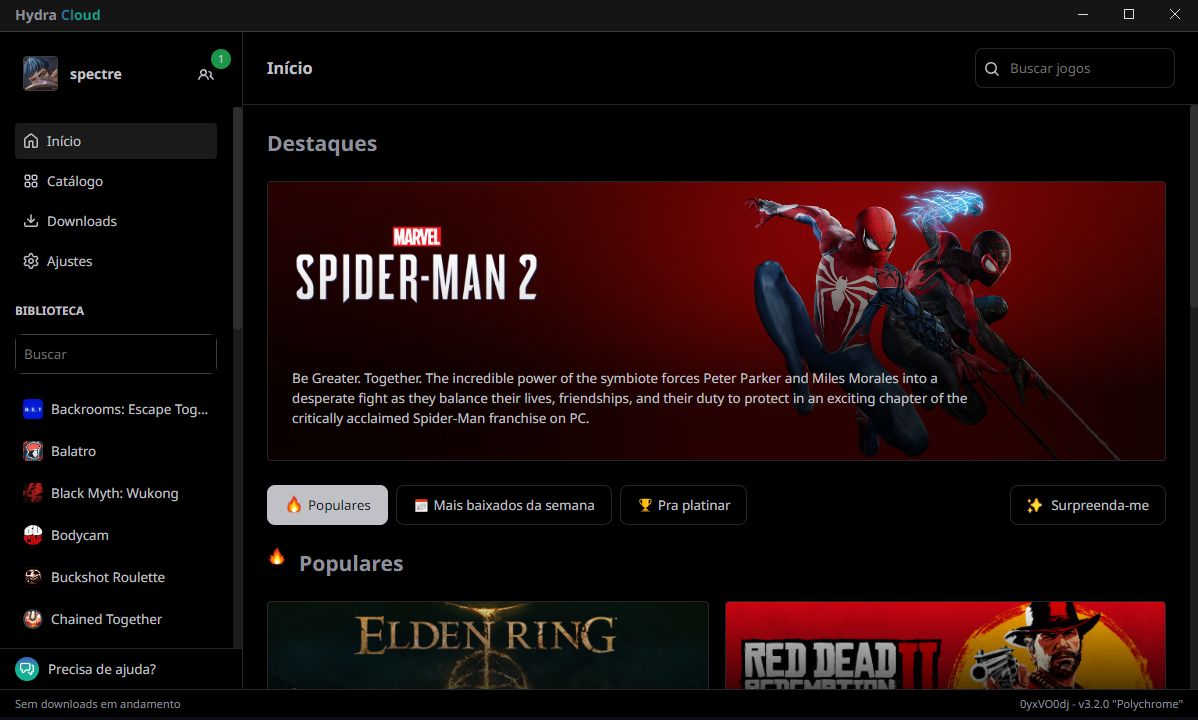 Hydra Cloud
spectre
1
Início
Buscar jogos
Início
Catálogo
Downloads
Ajustes
BIBLIOTECA
Buscar
B.E.T
Backrooms: Escape Tog...
Balatro
Black Myth: Wukong
Bodycam
Buckshot Roulette
Chained Together
Precisa de ajuda?
Destaques
MARVEL
SPIDER-MAN 2
Be Greater. Together. The incredible power of the symbiote forces Peter Parker and Miles Morales into a
desperate fight as they balance their lives, friendships, and their duty to protect in an exciting chapter of the
critically acclaimed Spider-Man franchise on PC.
Populares
Mais baixados da semana
Pra platinar
Surpreenda-me
Populares
ELDEN RING
RED DEAD II
REDEMPTION
Sem downloads em andamento
0yxVO0dj - v3.2.0 "Polychrome"